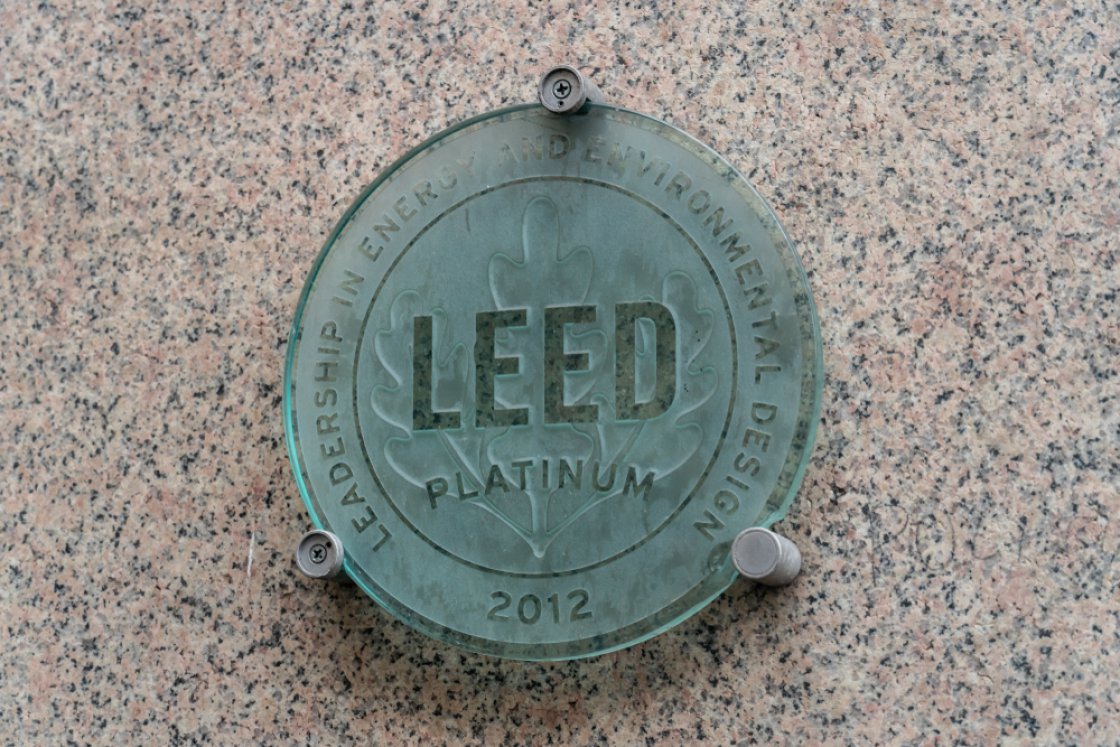 LEADERSHIP IN ENERGY AND ENVIRONMENTAL DESIGN
LEED
PLATINUM
2012